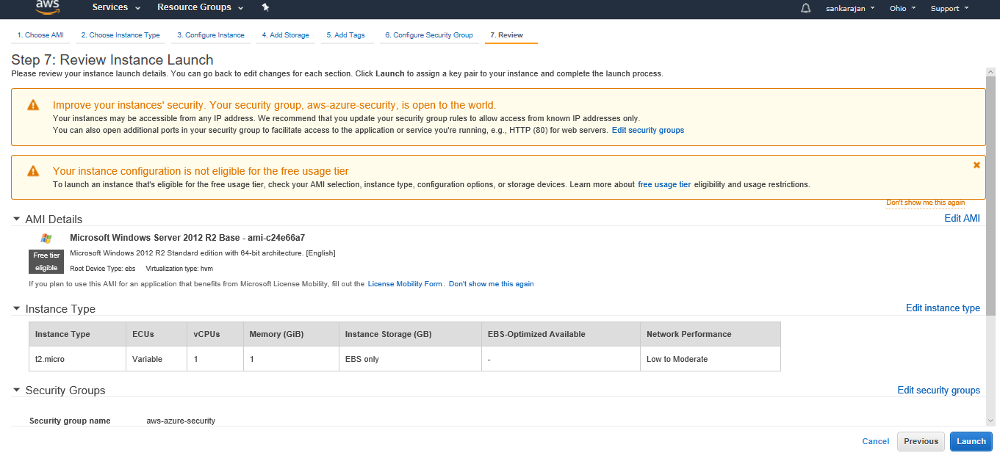 aws Services Resource Groups sankarajan Ohio Support
1. Choose AMI 2. Choose Instance Type 3. Configure Instance 4. Add Storage 5. Add Tags 6. Configure Security Group 7. Review
Step 7: Review Instance Launch
Please review your instance launch details. You can go back to edit changes for each section. Click Launch to assign a key pair to your instance and complete the launch process.
Improve your instances' security. Your security group, aws-azure-security, is open to the world.
Your instances may be accessible from any IP address. We recommend that you update your security group rules to allow access from known IP addresses only.
You can also open additional ports in your security group to facilitate access to the application or service you're running, e.g., HTTP (80) for web servers. Edit security groups
Your instance configuration is not eligible for the free usage tier
To launch an instance that's eligible for the free usage tier, check your AMI selection, instance type, configuration options, or storage devices. Learn more about free usage tier eligibility and usage restrictions.
Don't show me this again
AMI Details Edit AMI
Microsoft Windows Server 2012 R2 Base - ami-c24e66a7
Free tier eligible
Microsoft Windows 2012 R2 Standard edition with 64-bit architecture. [English]
Root Device Type: ebs Virtualization type: hvm
If you plan to use this AMI for an application that benefits from Microsoft License Mobility, fill out the License Mobility Form. Don't show me this again
Instance Type Edit instance type
Instance Type ECUs vCPUs Memory (GiB) Instance Storage (GB) EBS-Optimized Available Network Performance
t2.micro Variable 1 1 EBS only - Low to Moderate
Security Groups Edit security groups
Security group name aws-azure-security
Cancel Previous Launch